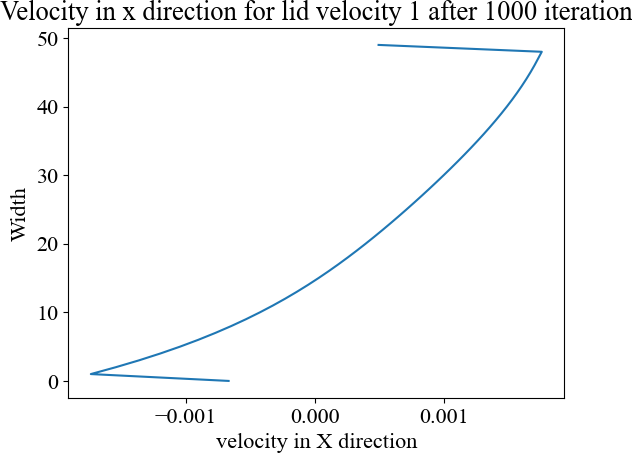 Velocity in x direction for lid velocity 1 after 1000 iteration
50
40
30
20
10
0
Width
−0.001 0.000 0.001
velocity in X direction